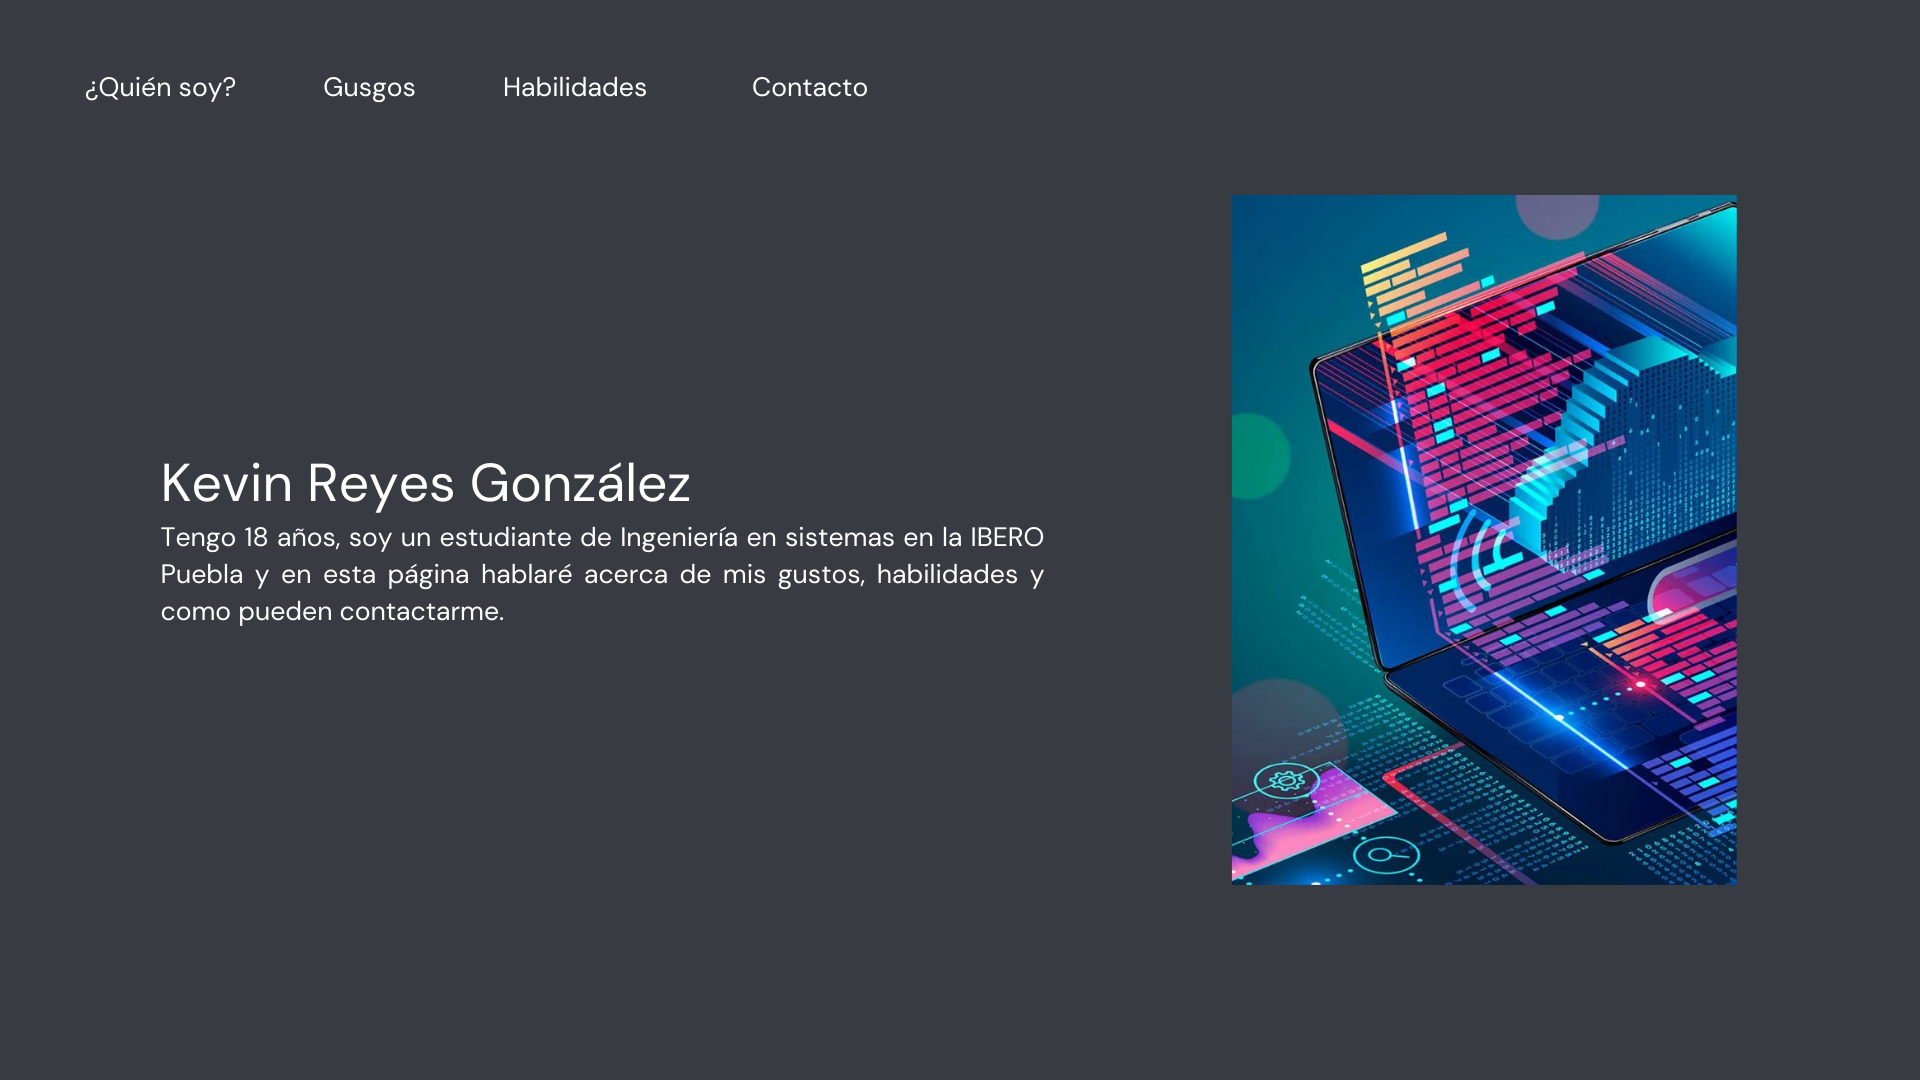 ¿Quién soy? Gusgos Habilidades Contacto
Kevin Reyes González
Tengo 18 años, soy un estudiante de Ingeniería en sistemas en la IBERO
Puebla y en esta página hablaré acerca de mis gustos, habilidades y
como pueden contactarme.